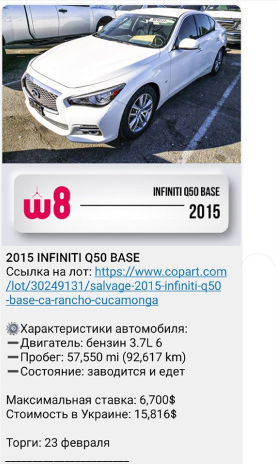 w8
INFINITI Q50 BASE
2015
2015 INFINITI Q50 BASE
Ссылка на лот: https://www.copart.com
/lot/30249131/salvage-2015-infiniti-q50
-base-ca-rancho-cucamonga
⚙Характеристики автомобиля:
➖Двигатель: бензин 3.7L 6
➖Пробег: 57,550 mi (92,617 km)
➖Состояние: заводится и едет
Максимальная ставка: 6,700$
Стоимость в Украине: 15,816$
Торги: 23 февраля